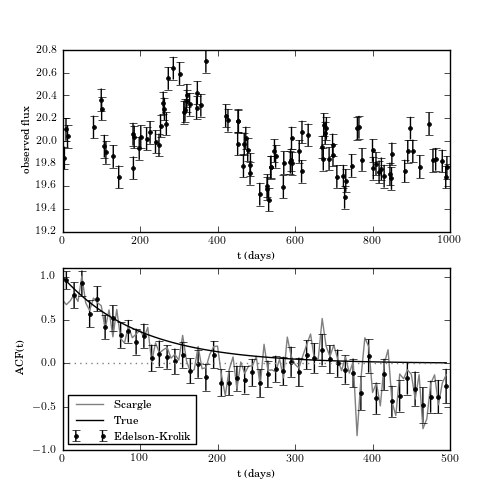 20.8
20.6
20.4
20.2
20.0
19.8
19.6
19.4
19.2
observed flux
0 200 400 600 800 1000
t (days)
1.0
0.5
0.0
−0.5
−1.0
ACF(t)
Scargle
True
Edelson-Krolik
0 100 200 300 400 500
t (days)